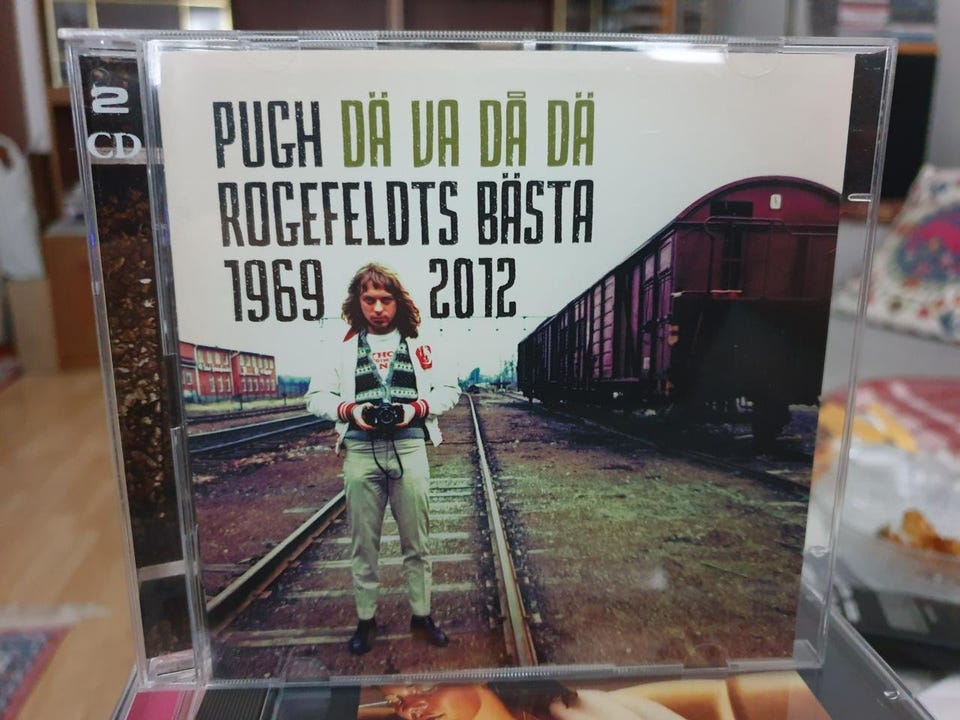 2
CD
PUGH DÄ VA DÅ DÄ
ROGEFELDTS BÄSTA
1969 2012